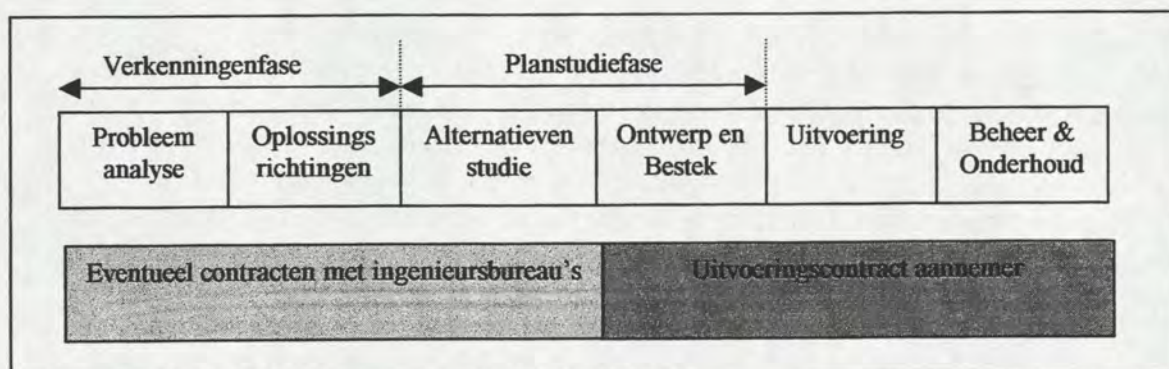 Verkenningenfase
Planstudiefase
Probleem
analyse
Oplossings
richtingen
Alternatieven
studie
Ontwerp en
Bestek
Uitvoering
Beheer &
Onderhoud
Eventueel contracten met ingenieursbureau's
Uitvoeringscontract aannemer